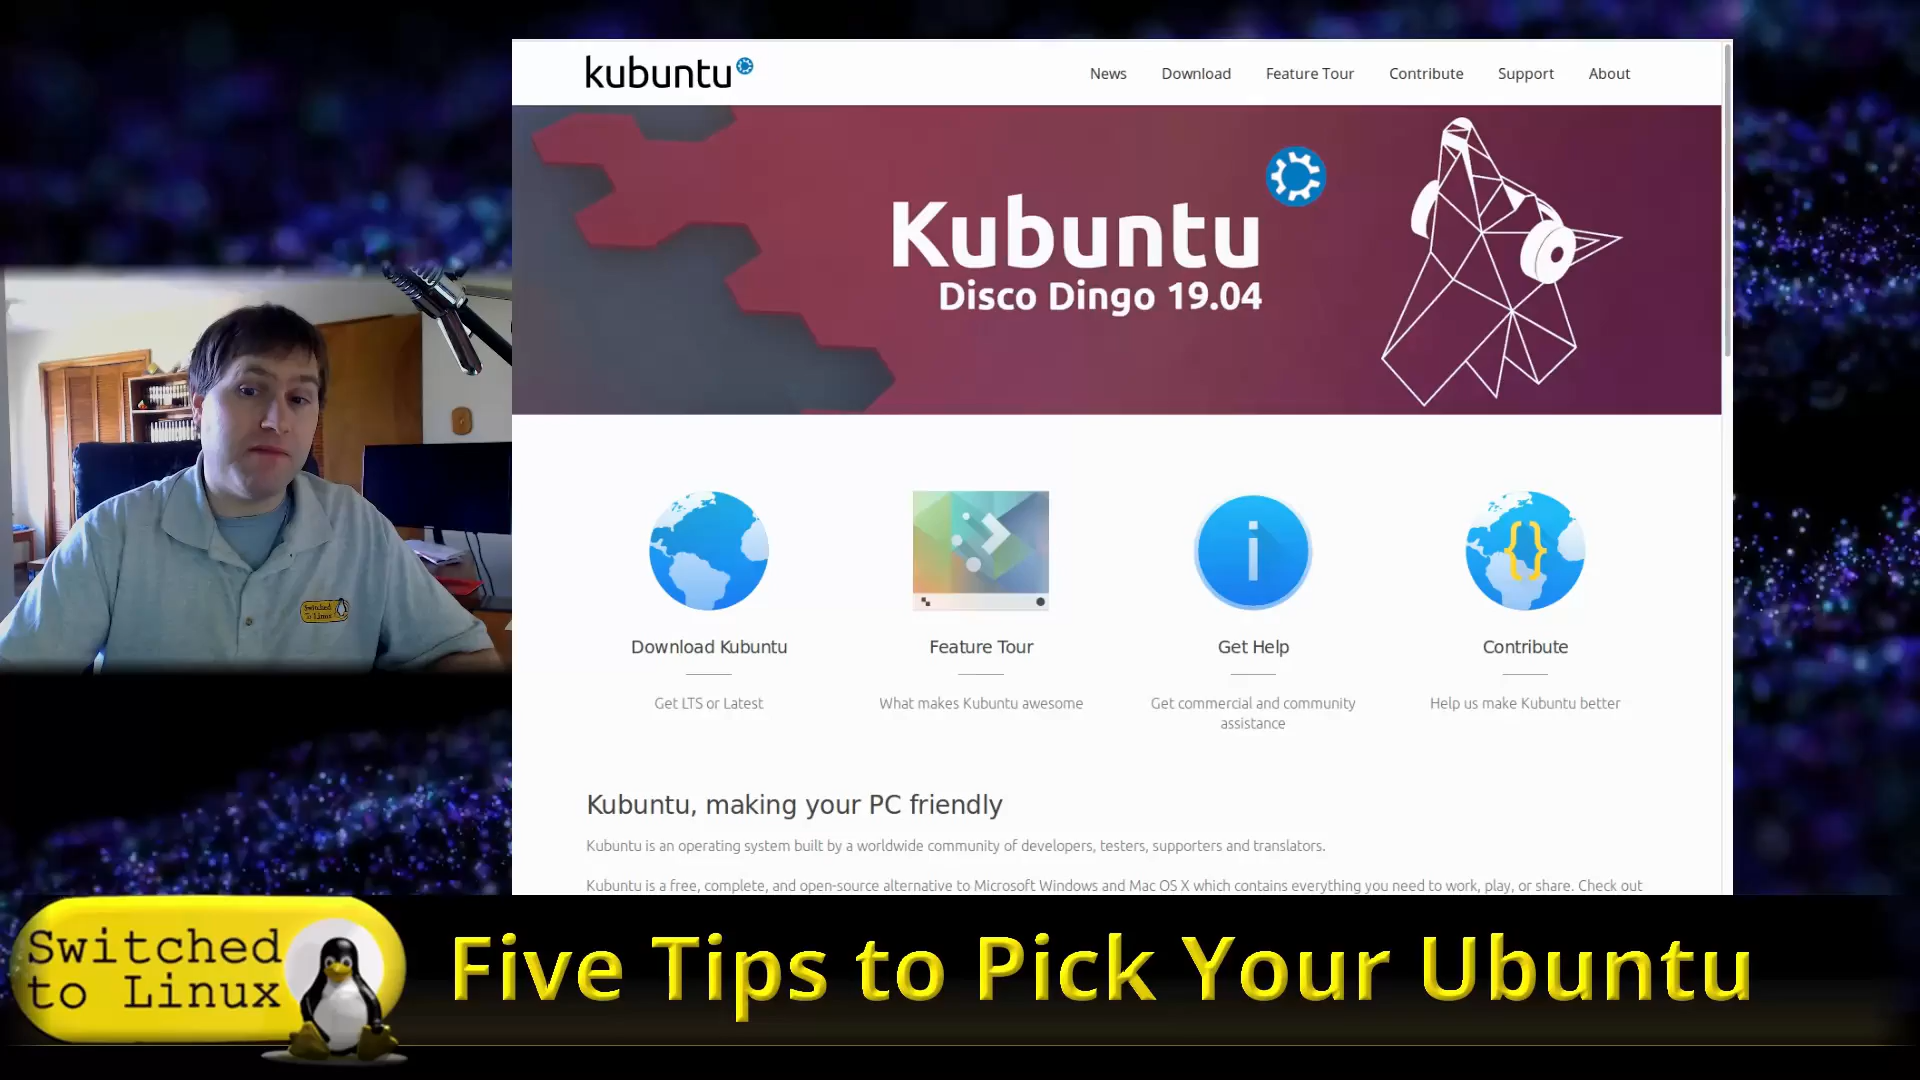 kubuntu
News Download Feature Tour Contribute Support About
Kubuntu
Disco Dingo 19.04
Download Kubuntu
Get LTS or Latest
Feature Tour
What makes Kubuntu awesome
Get Help
Get commercial and community
assistance
Contribute
Help us make Kubuntu better
Kubuntu, making your PC friendly
Kubuntu is an operating system built by a worldwide community of developers, testers, supporters and translators.
Kubuntu is a free, complete, and open-source alternative to Microsoft Windows and Mac OS X which contains everything you need to work, play, or share. Check out
Switched
To Linux
Switched
to Linux
Five Tips to Pick Your Ubuntu